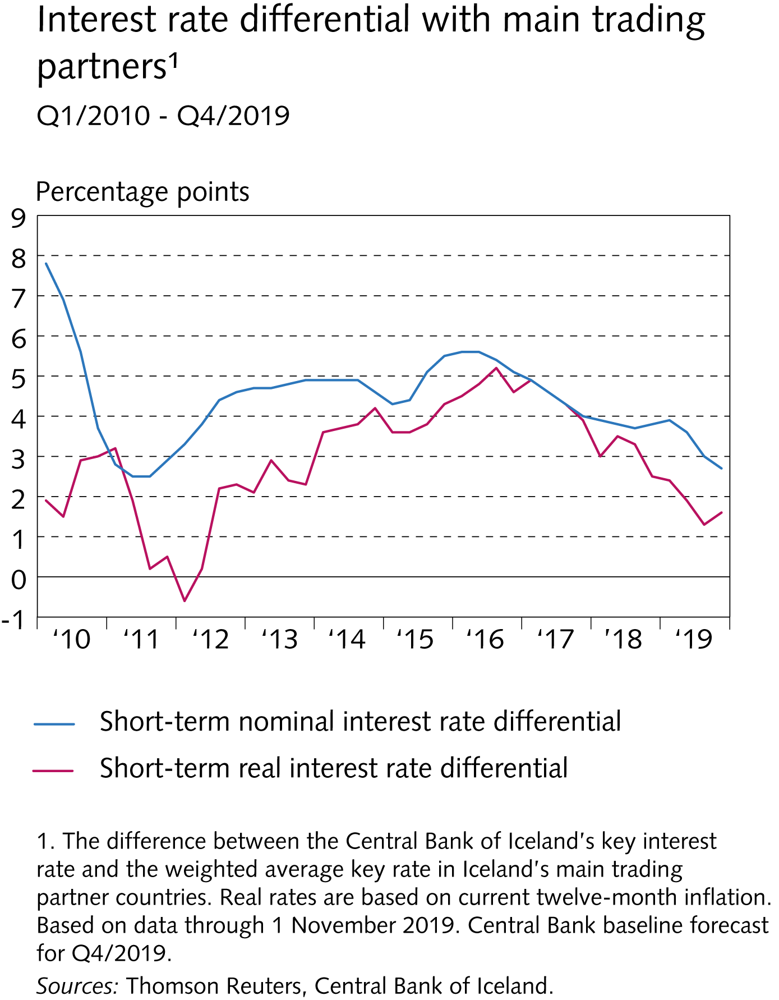 Interest rate differential with main trading
partners¹
Q1/2010 - Q4/2019
Percentage points
9
8
7
6
5
4
3
2
1
0
-1
‘10 ‘11 ‘12 ‘13 ‘14 ‘15 ‘16 ‘17 ’18 ‘19
Short-term nominal interest rate differential
Short-term real interest rate differential
1. The difference between the Central Bank of Iceland's key interest
rate and the weighted average key rate in Iceland's main trading
partner countries. Real rates are based on current twelve-month inflation.
Based on data through 1 November 2019. Central Bank baseline forecast
for Q4/2019.
Sources: Thomson Reuters, Central Bank of Iceland.